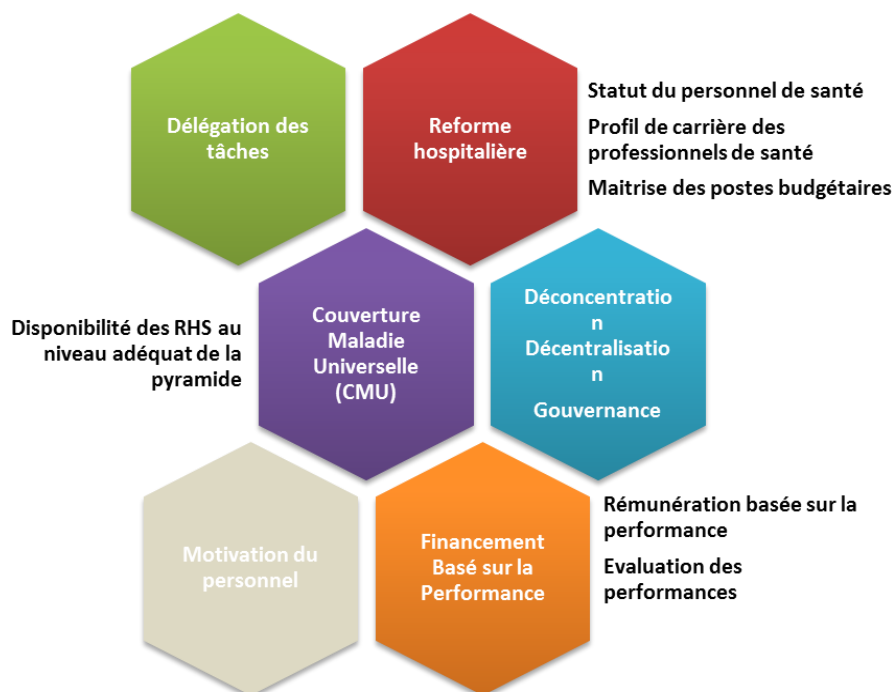 Délégation des
tâches
Reforme
hospitalière
Statut du personnel de santé
Profil de carrière des
professionnels de santé
Maitrise des postes budgétaires
Disponibilité des RHS au
niveau adéquat de la
pyramide
Couverture
Maladie
Universelle
(CMU)
Déconcentratio
n
Décentralisatio
n
Gouvernance
Motivation du
personnel
Financement
Basé sur la
Performance
Rémunération basée sur la
performance
Evaluation des
performances